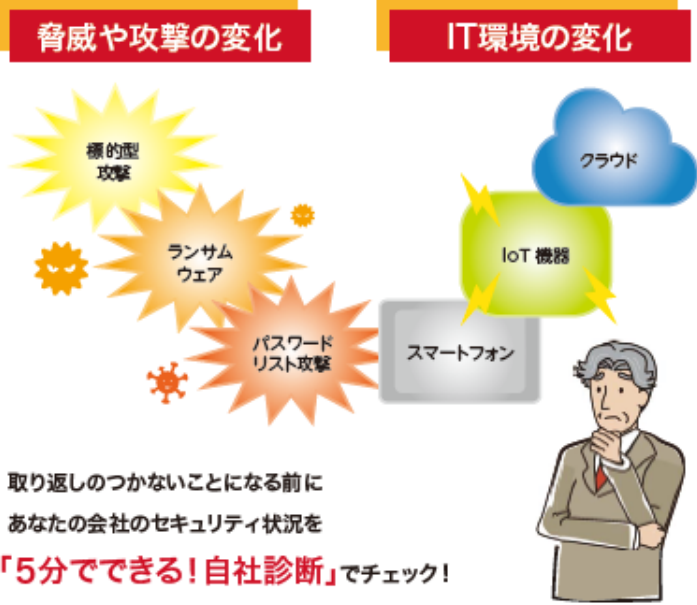 脅威や攻撃の変化
IT環境の変化
標的型
攻撃
ランサム
ウェア
パスワード
リスト攻撃
クラウド
IoT 機器
スマートフォン
取り返しのつかないことになる前に
あなたの会社のセキュリティ状況を
「5分でできる!自社診断」でチェック!